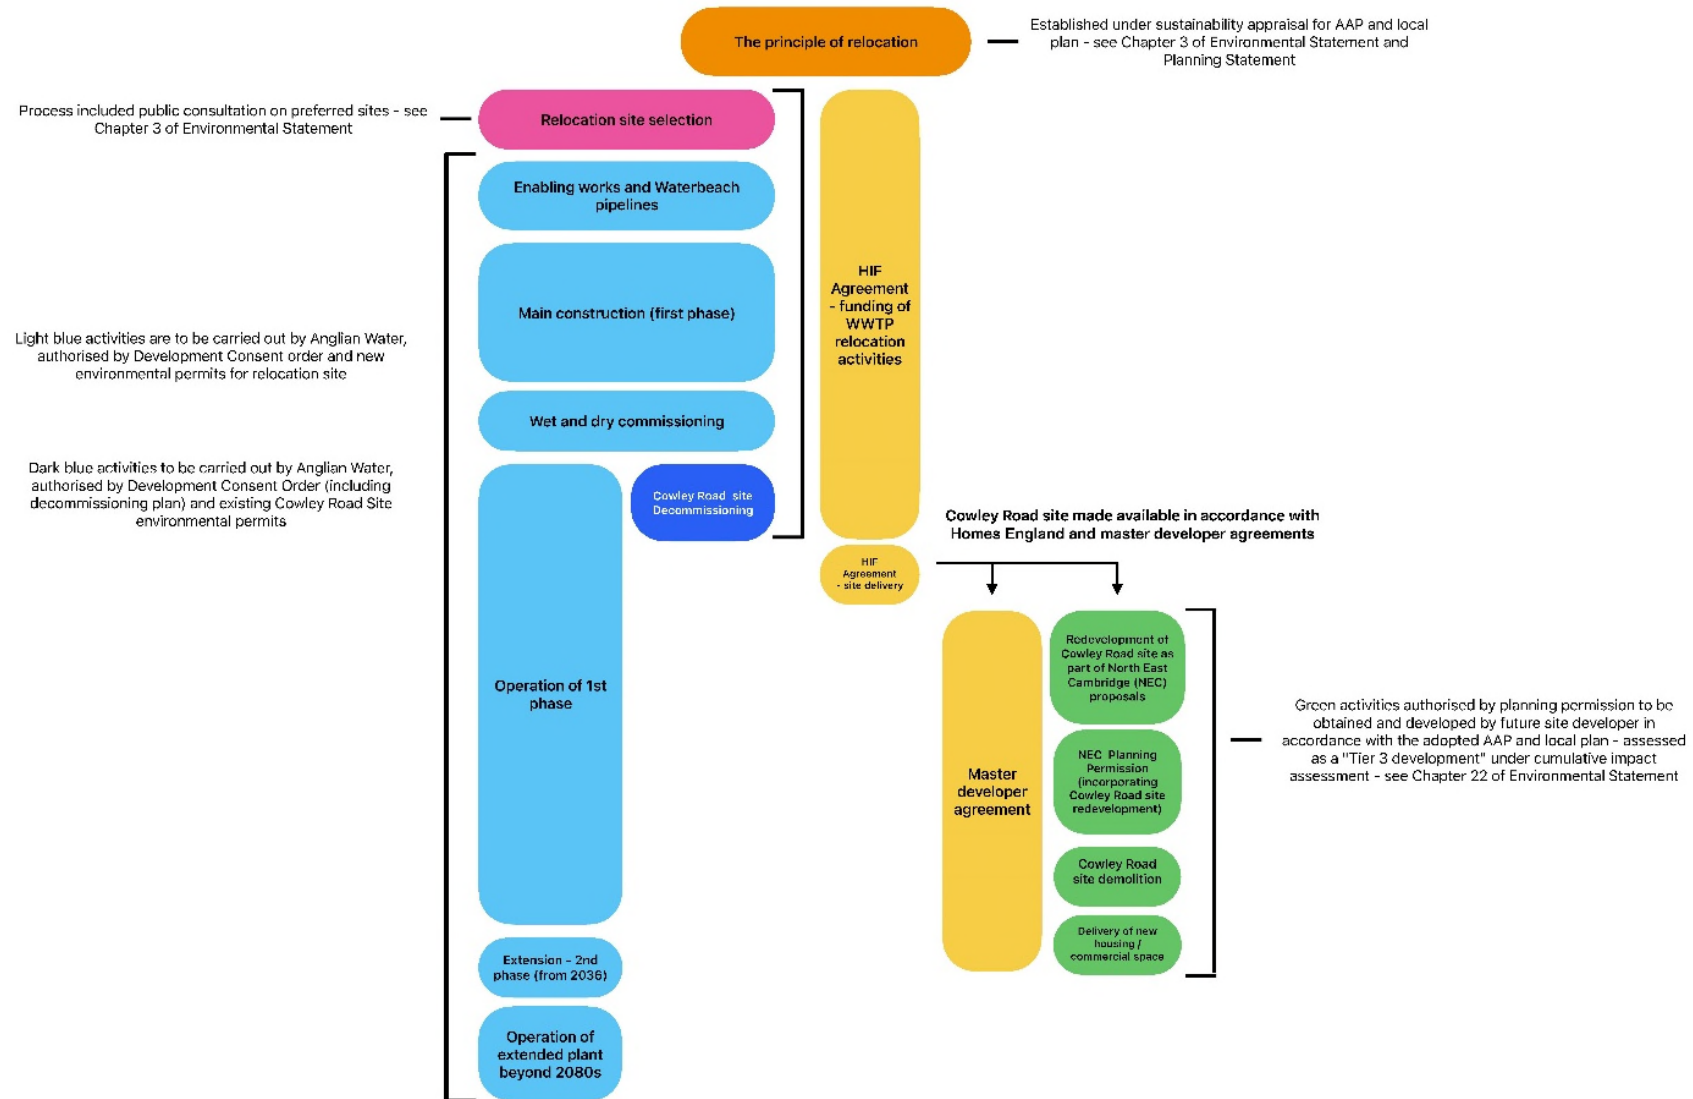 The principle of relocation
Established under sustainability appraisal for AAP and local
plan - see Chapter 3 of Environmental Statement and
Planning Statement
Process included public consultation on preferred sites - see
Chapter 3 of Environmental Statement
Relocation site selection
Enabling works and Waterbeach
pipelines
Main construction (first phase)
HIF
Agreement
- funding of
WWTP
relocation
activities
Light blue activities are to be carried out by Anglian Water,
authorised by Development Consent order and new
environmental permits for relocation site
Wet and dry commissioning
Dark blue activities to be carried out by Anglian Water,
authorised by Development Consent Order (including
decommissioning plan) and existing Cowley Road Site
environmental permits
Cowley Road site
Decommissioning
Cowley Road site made available in accordance with
Homes England and master developer agreements
HIF
Agreement
- site delivery
Operation of 1st
phase
Master
developer
agreement
Redevelopment of
Cowley Road site as
part of North East
Cambridge (NEC)
proposals
NEC Planning
Permission
(incorporating
Cowley Road site
redevelopment)
Cowley Road
site demolition
Delivery of new
housing /
commercial space
Green activities authorised by planning permission to be
obtained and developed by future site developer in
accordance with the adopted AAP and local plan - assessed
as a "Tier 3 development" under cumulative impact
assessment - see Chapter 22 of Environmental Statement
Extension - 2nd
phase (from 2036)
Operation of
extended plant
beyond 2080s